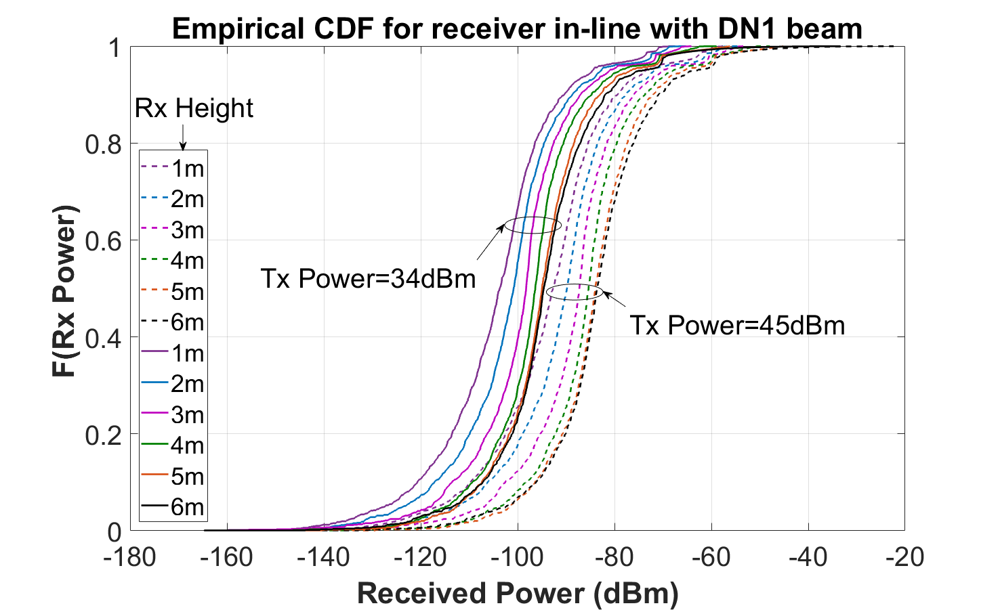 Empirical CDF for receiver in-line with DN1 beam
F(Rx Power)
1
0.8
0.6
0.4
0.2
0
Rx Height
1m
2m
3m
4m
5m
6m
1m
2m
3m
4m
5m
6m
Tx Power=34dBm
Tx Power=45dBm
-180
-160
-140
-120
-100
-80
-60
-40
-20
Received Power (dBm)